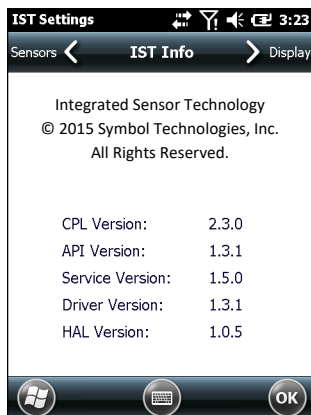 IST Settings 3:23
Sensors IST Info Display
Integrated Sensor Technology
© 2015 Symbol Technologies, Inc.
All Rights Reserved.
CPL Version: 2.3.0
API Version: 1.3.1
Service Version: 1.5.0
Driver Version: 1.3.1
HAL Version: 1.0.5
OK